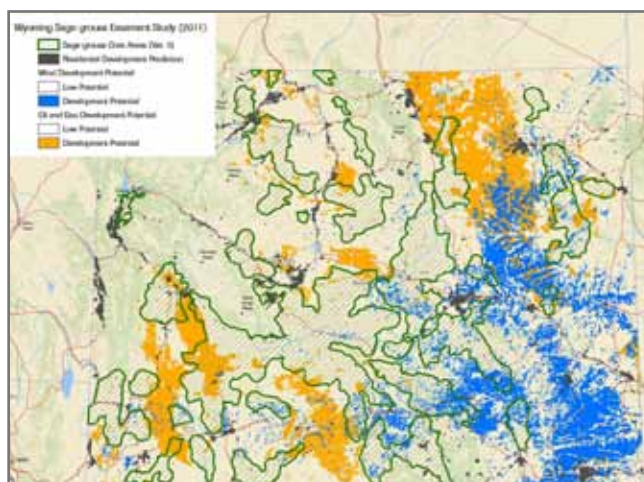 Wyoming Sage-grouse Easement Study (2011)
Sage-grouse Core Areas (Ver. 3)
Residential Development Prediction
Wind Development Potential
Low Potential
Development Potential
Oil and Gas Development Potential
Low Potential
Development Potential